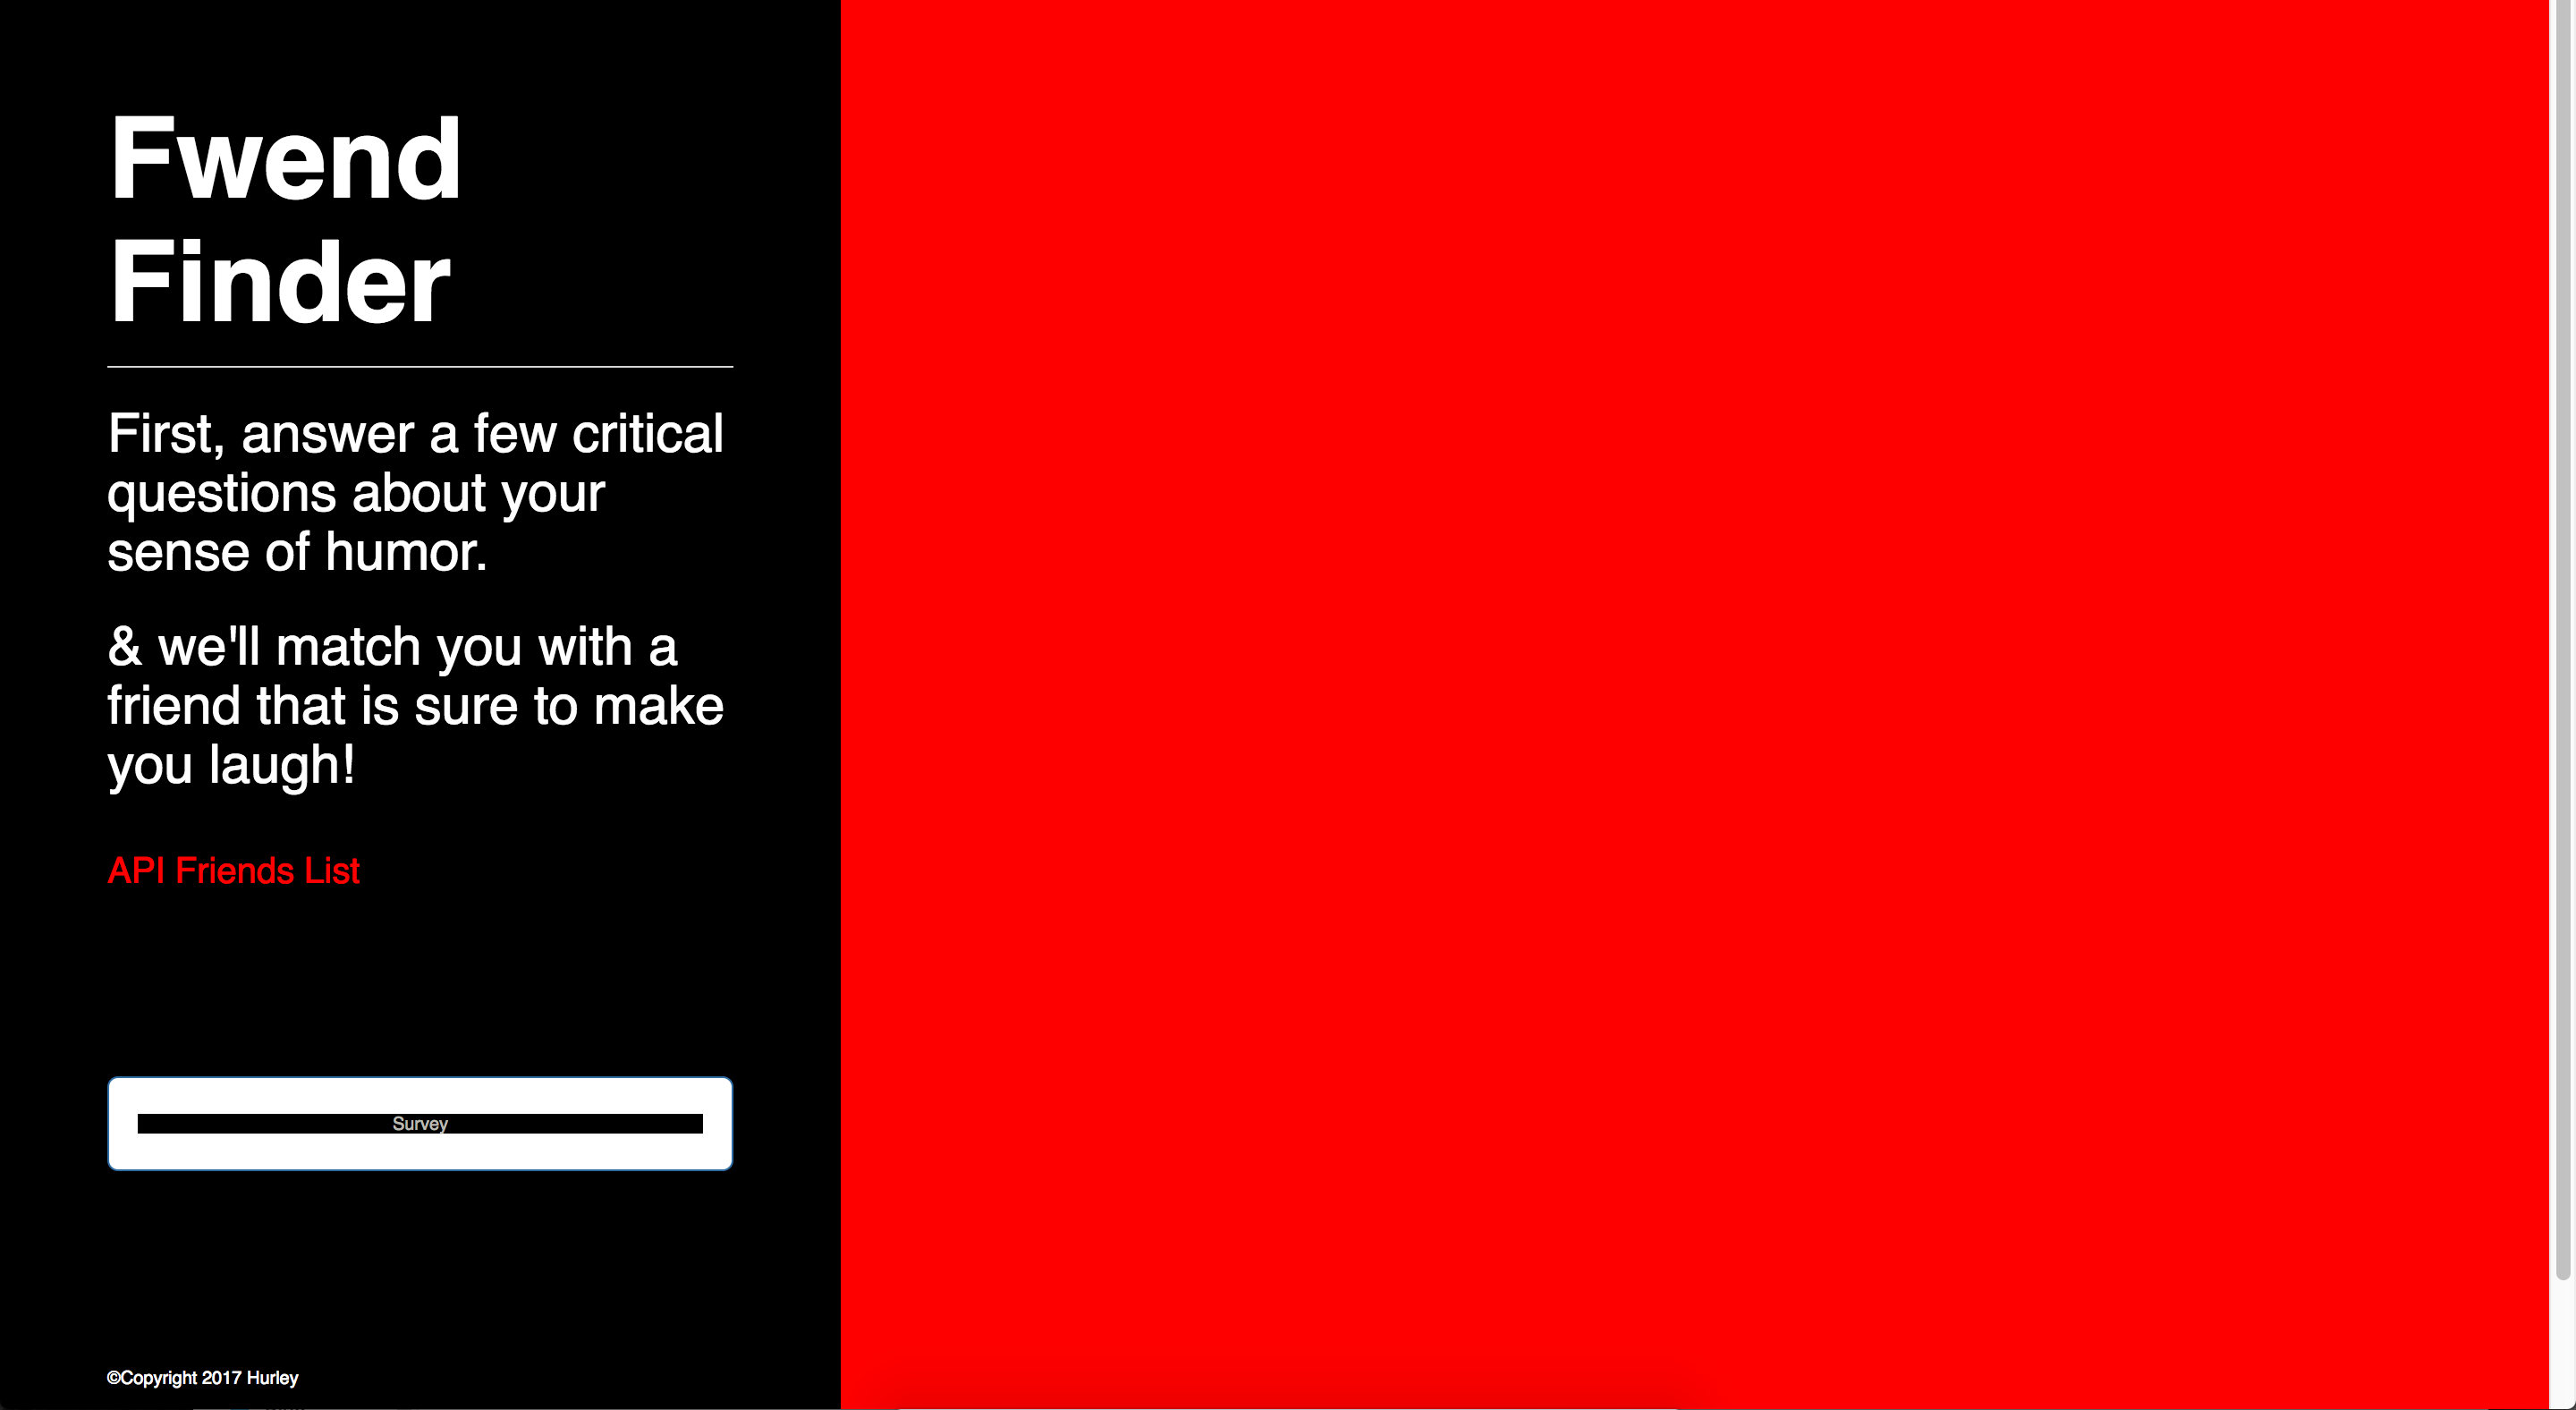 Fwend
Finder
First, answer a few critical
questions about your
sense of humor.
& we'll match you with a
friend that is sure to make
you laugh!
API Friends List
Survey
©Copyright 2017 Hurley